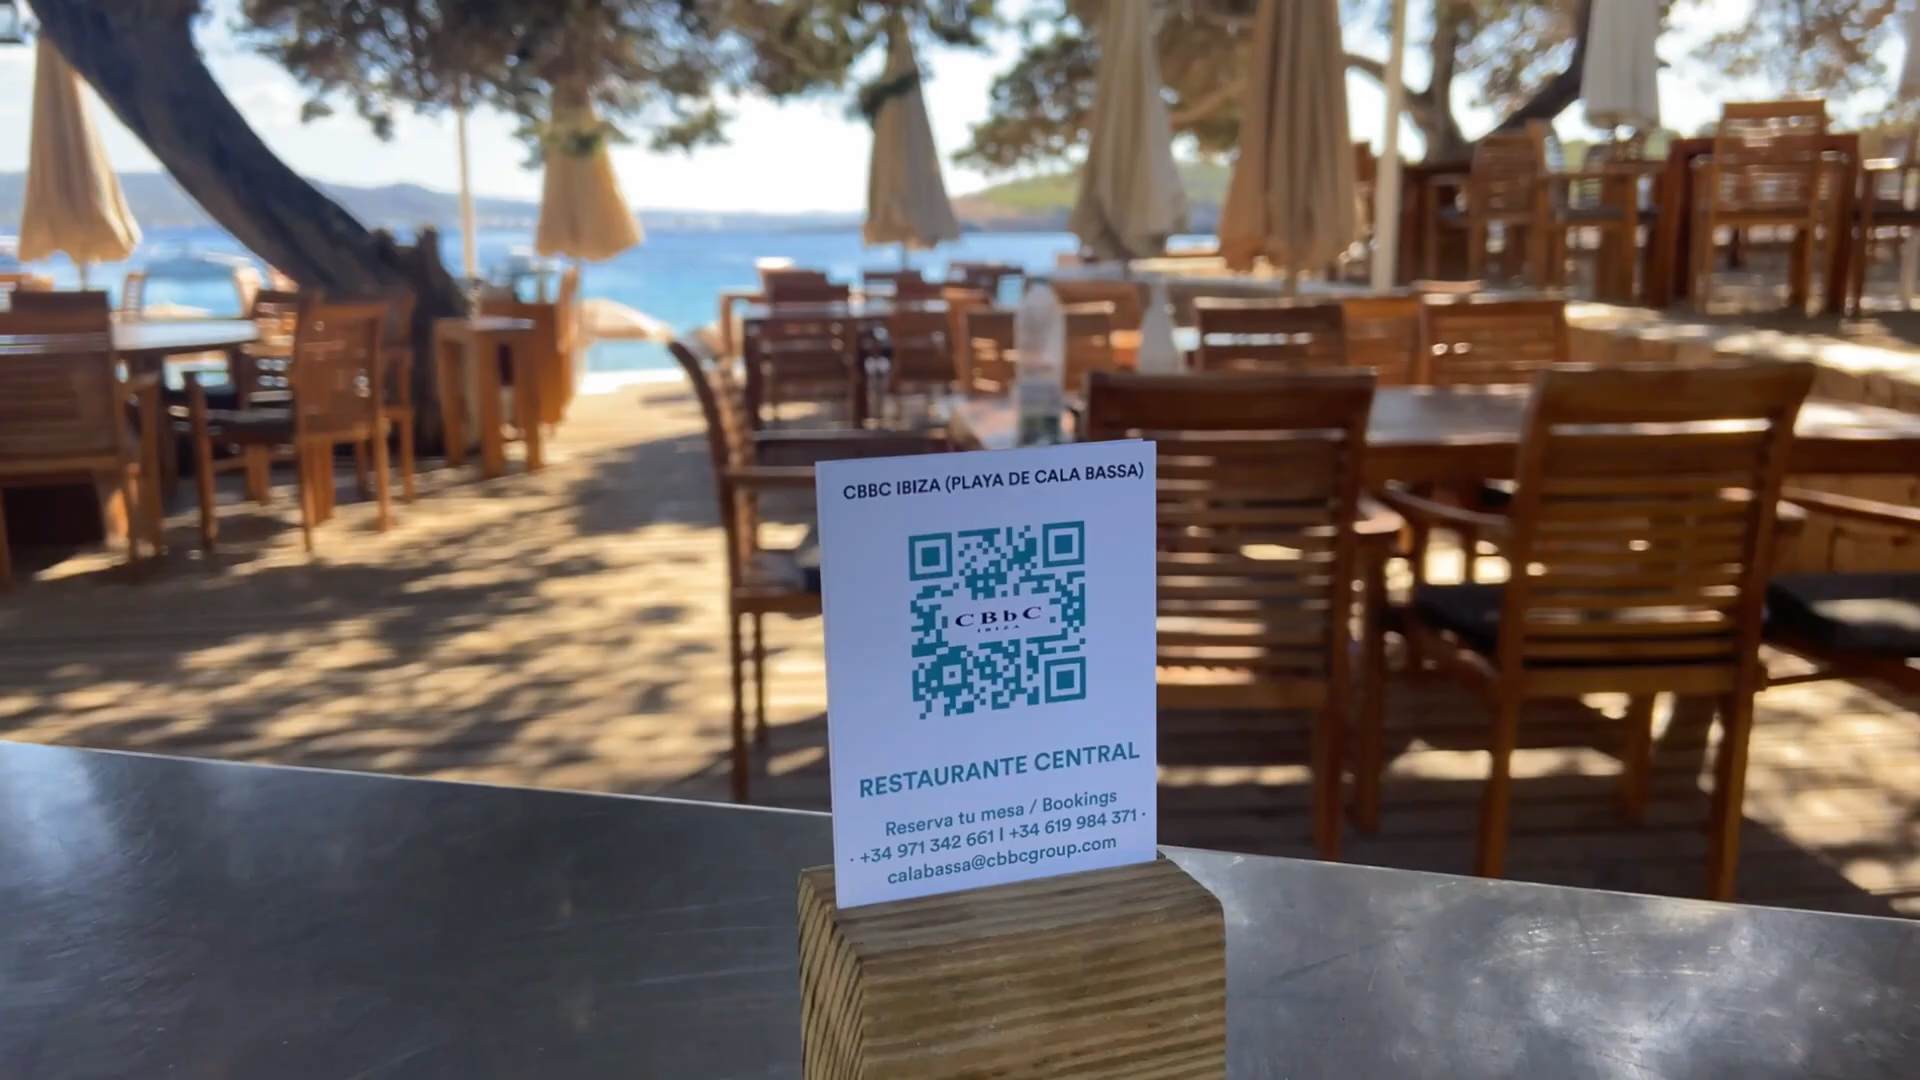 CBBC IBIZA (PLAYA DE CALA BASSA)
CBbC
IBIZA
RESTAURANTE CENTRAL
Reserva tu mesa / Bookings
· +34 971 342 661 | +34 619 984 371 ·
calabassa@cbbcgroup.com